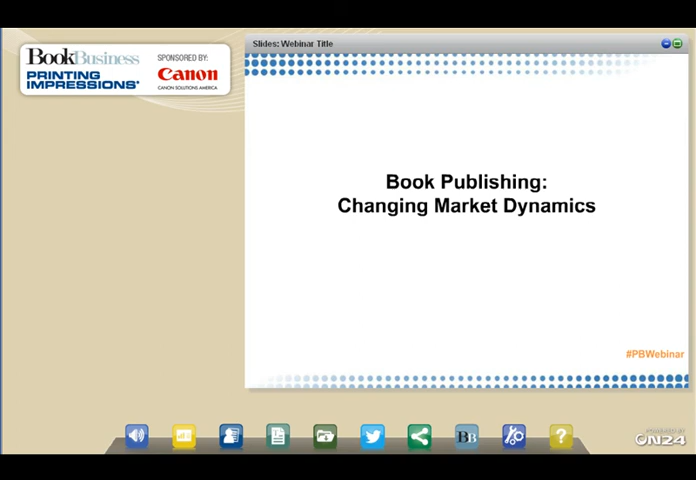 BookBusiness
PRINTING
IMPRESSIONS
SPONSORED BY:
Canon
CANON SOLUTIONS AMERICA
Slides: Webinar Title
Book Publishing:
Changing Market Dynamics
#PBWebinar
BB
?
POWERED BY
ON24